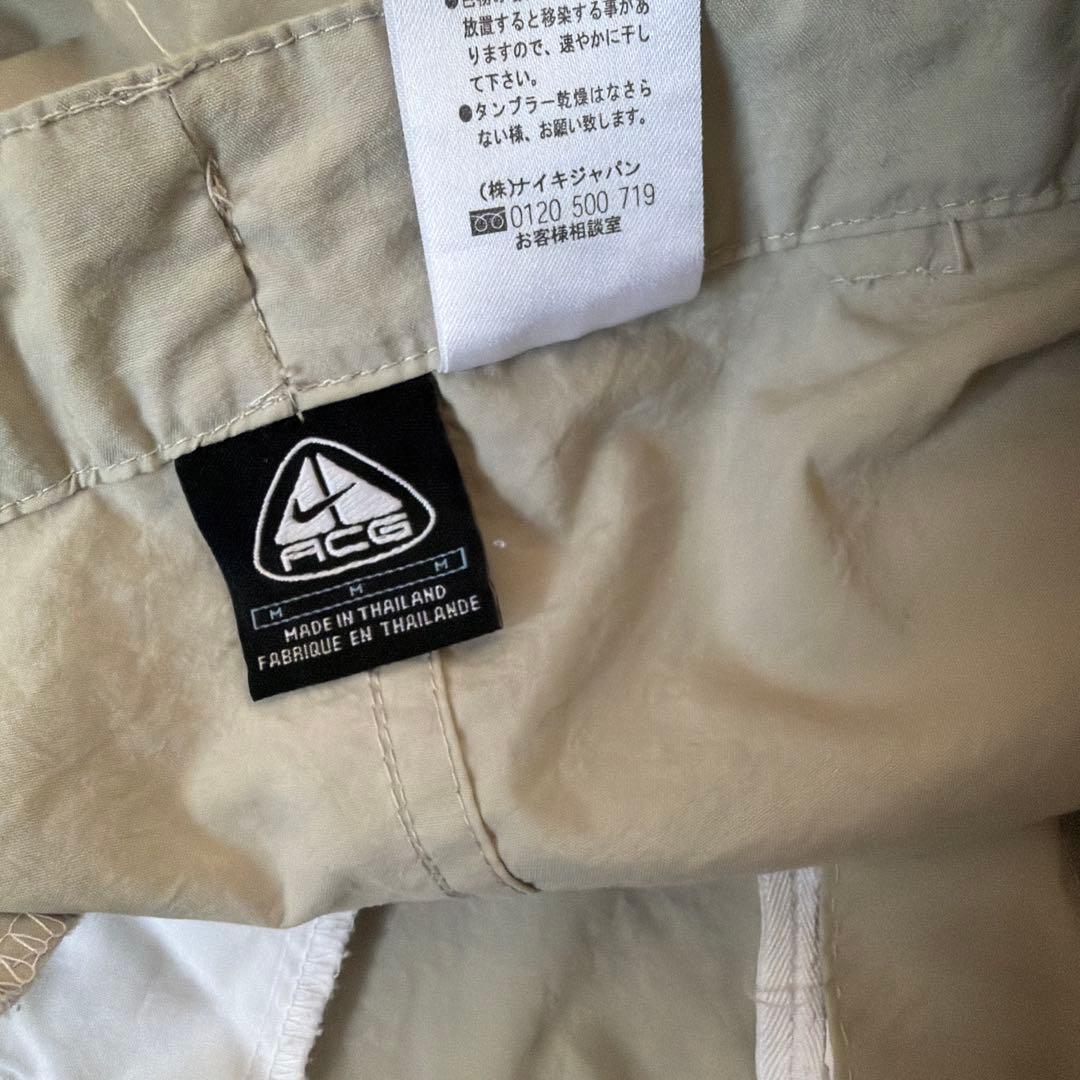 放置すると移染する事があ
りますので、速やかに干し
て下さい。
●タンブラー乾燥はなさら
ない様、お願い致します。
(株)ナイキジャパン
0120 500 719
お客様相談室
ACG
M M M
MADE IN THAILAND
FABRIQUE EN THAILANDE